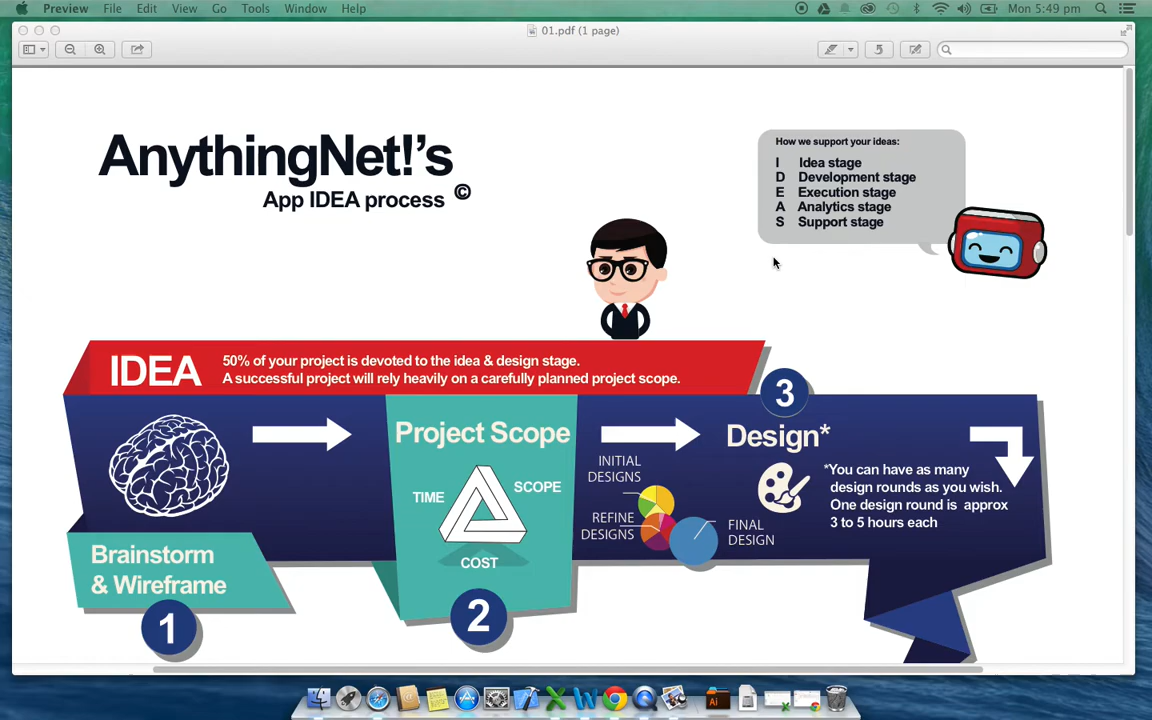 Preview File Edit View Go Tools Window Help
Mon 5:49 pm
01.pdf (1 page)
AnythingNet!’s
App IDEA process ©
How we support your ideas:
I Idea stage
D Development stage
E Execution stage
A Analytics stage
S Support stage
IDEA
50% of your project is devoted to the idea & design stage.
A successful project will rely heavily on a carefully planned project scope.
Brainstorm
& Wireframe
1
Project Scope
TIME
SCOPE
COST
2
INITIAL
DESIGNS
REFINE
DESIGNS
FINAL
DESIGN
3
Design*
*You can have as many
design rounds as you wish.
One design round is approx
3 to 5 hours each
Ai